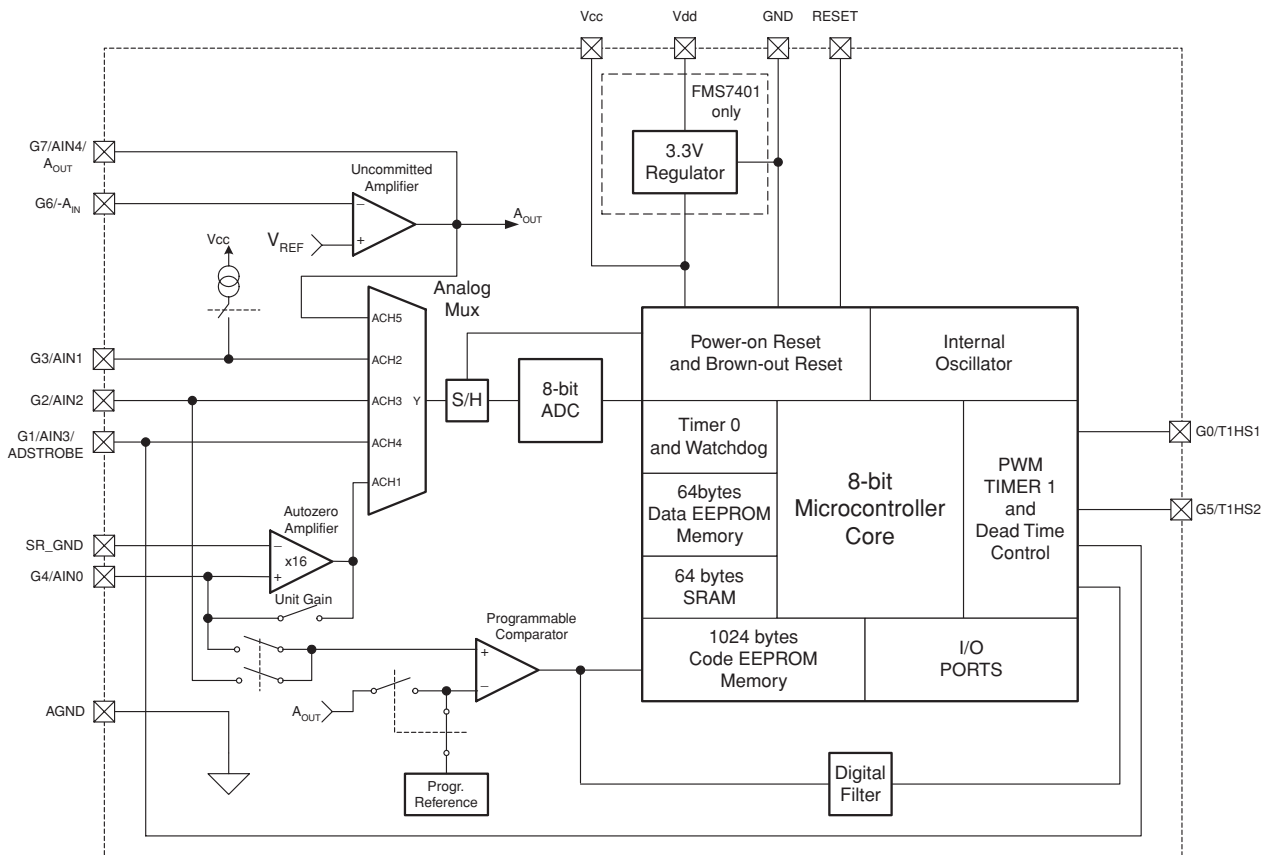 Vcc
Vdd
GND
RESET
FMS7401
only
3.3V
Regulator
G7/AIN4/
AOUT
G6/-AIN
Uncommitted
Amplifier
−
+
VREF
AOUT
Vcc
Analog
Mux
ACH5
ACH2
ACH3
Y
ACH4
ACH1
G3/AIN1
G2/AIN2
G1/AIN3/
ADSTROBE
S/H
8-bit
ADC
Power-on Reset
and Brown-out Reset
Internal
Oscillator
Timer 0
and Watchdog
64bytes
Data EEPROM
Memory
64 bytes
SRAM
8-bit
Microcontroller
Core
PWM
TIMER 1
and
Dead Time
Control
1024 bytes
Code EEPROM
Memory
I/O
PORTS
G0/T1HS1
G5/T1HS2
Autozero
Amplifier
SR_GND
G4/AIN0
−
x16
+
Unit Gain
Programmable
Comparator
+
−
AGND
AOUT
Progr.
Reference
Digital
Filter